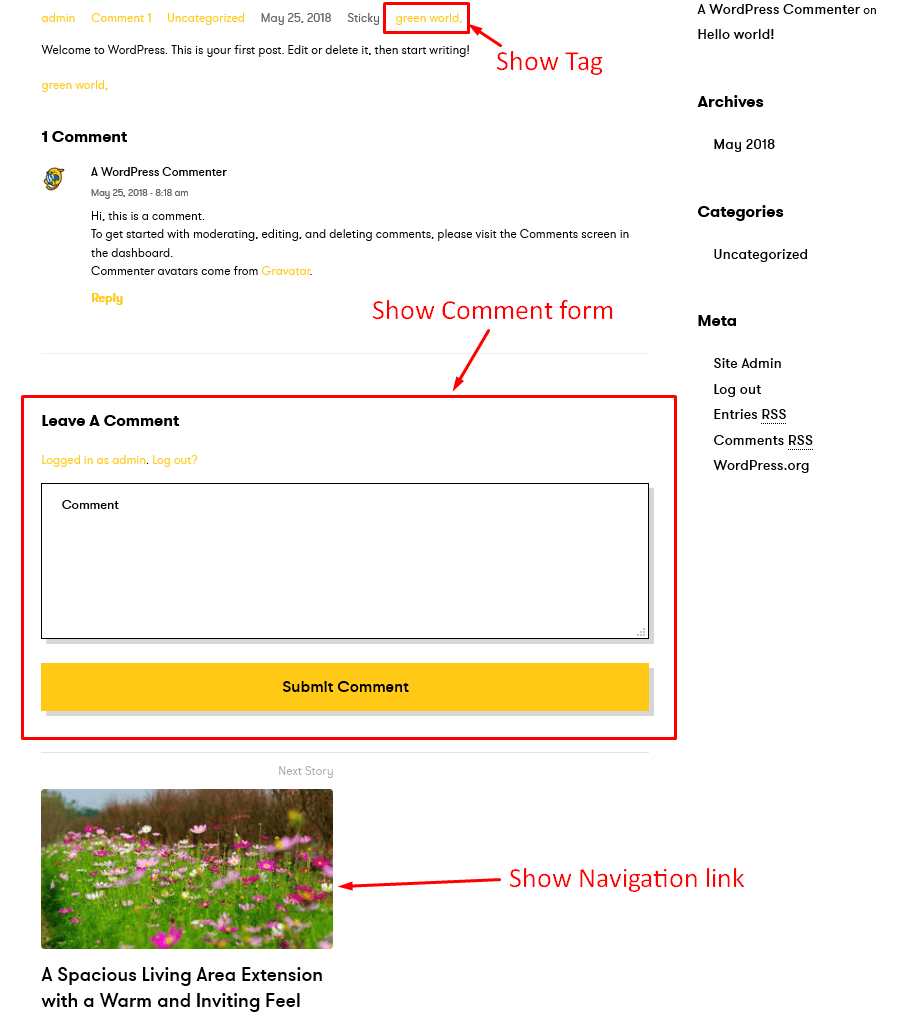 admin Comment 1 Uncategorized May 25, 2018 Sticky green world,
Show Tag
Welcome to WordPress. This is your first post. Edit or delete it, then start writing!
green world,
1 Comment
A WordPress Commenter
May 25, 2018 - 8:18 am
Hi, this is a comment.
To get started with moderating, editing, and deleting comments, please visit the Comments screen in
the dashboard.
Commenter avatars come from Gravatar.
Reply
Show Comment form
Leave A Comment
Logged in as admin. Log out?
Comment
Submit Comment
Next Story
Show Navigation link
A Spacious Living Area Extension
with a Warm and Inviting Feel
A WordPress Commenter on
Hello world!
Archives
May 2018
Categories
Uncategorized
Meta
Site Admin
Log out
Entries RSS
Comments RSS
WordPress.org